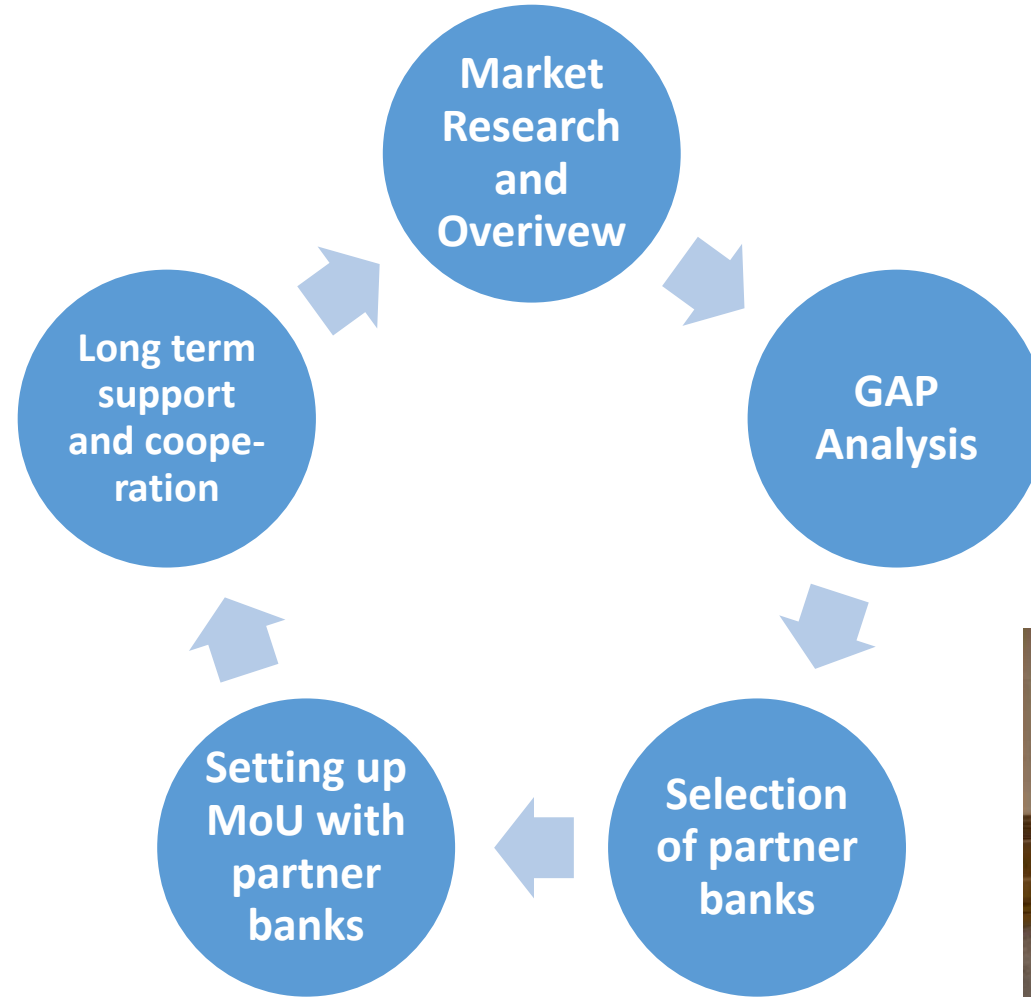 Market
Research
and
Overivew
GAP
Analysis
Selection
of partner
banks
Setting up
MoU with
partner
banks
Long term
support
and coope-
ration